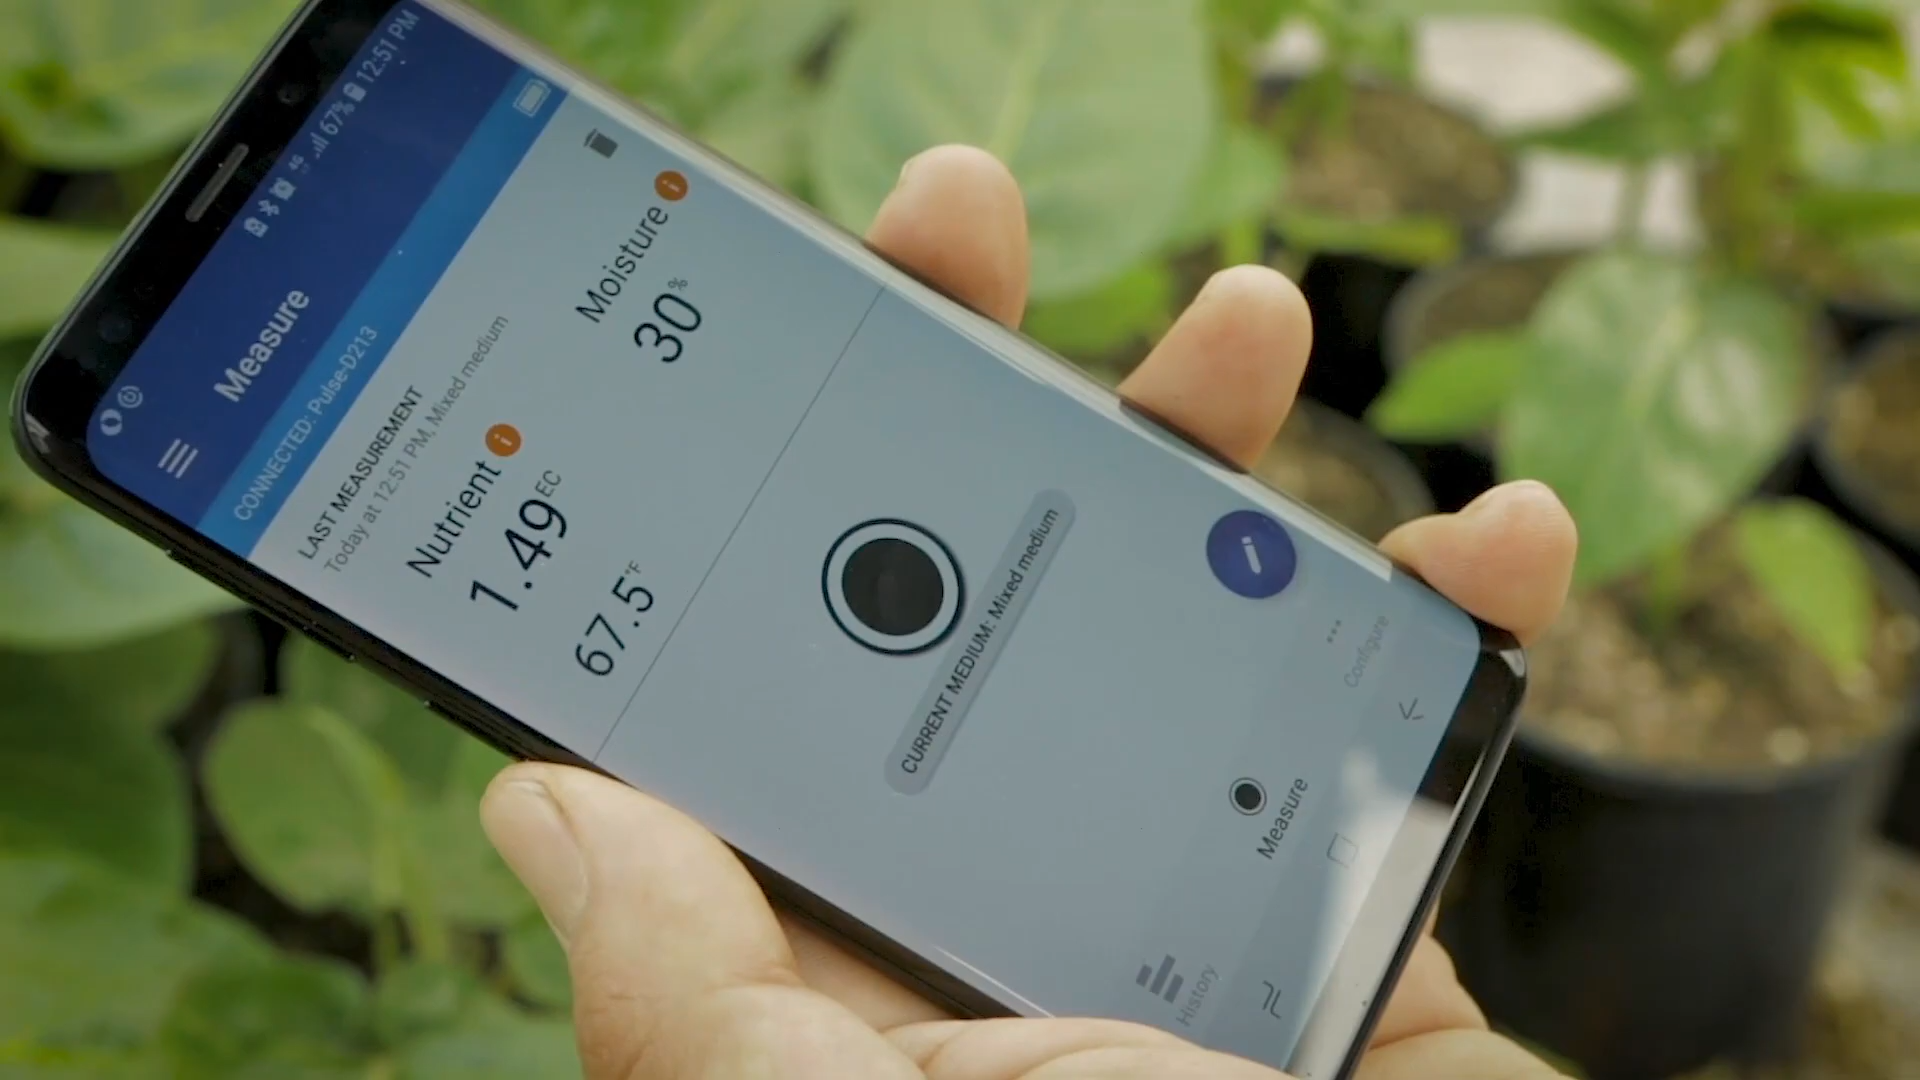 4G 67% 12:51 PM
Measure
CONNECTED: Pulse-D213
LAST MEASUREMENT
Today at 12:51 PM, Mixed medium
Nutrient i
Moisture i
1.49 EC
30%
67.5°F
CURRENT MEDIUM: Mixed medium
History
Measure
Configure